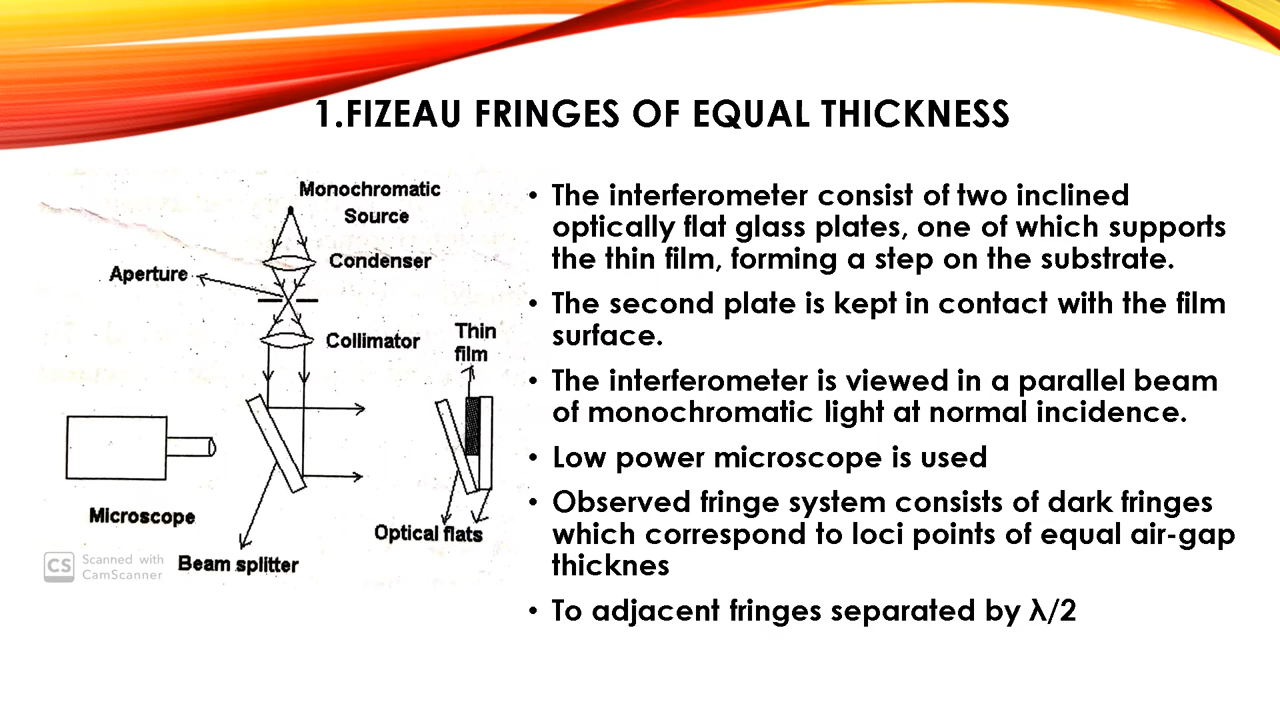 1.FIZEAU FRINGES OF EQUAL THICKNESS
Monochromatic
Source
Condenser
Aperture
Collimator
Thin
film
Microscope
Optical flats
Beam splitter
CS Scanned with
CamScanner
• The interferometer consist of two inclined
optically flat glass plates, one of which supports
the thin film, forming a step on the substrate.
• The second plate is kept in contact with the film
surface.
• The interferometer is viewed in a parallel beam
of monochromatic light at normal incidence.
• Low power microscope is used
• Observed fringe system consists of dark fringes
which correspond to loci points of equal air-gap
thicknes
• To adjacent fringes separated by λ/2